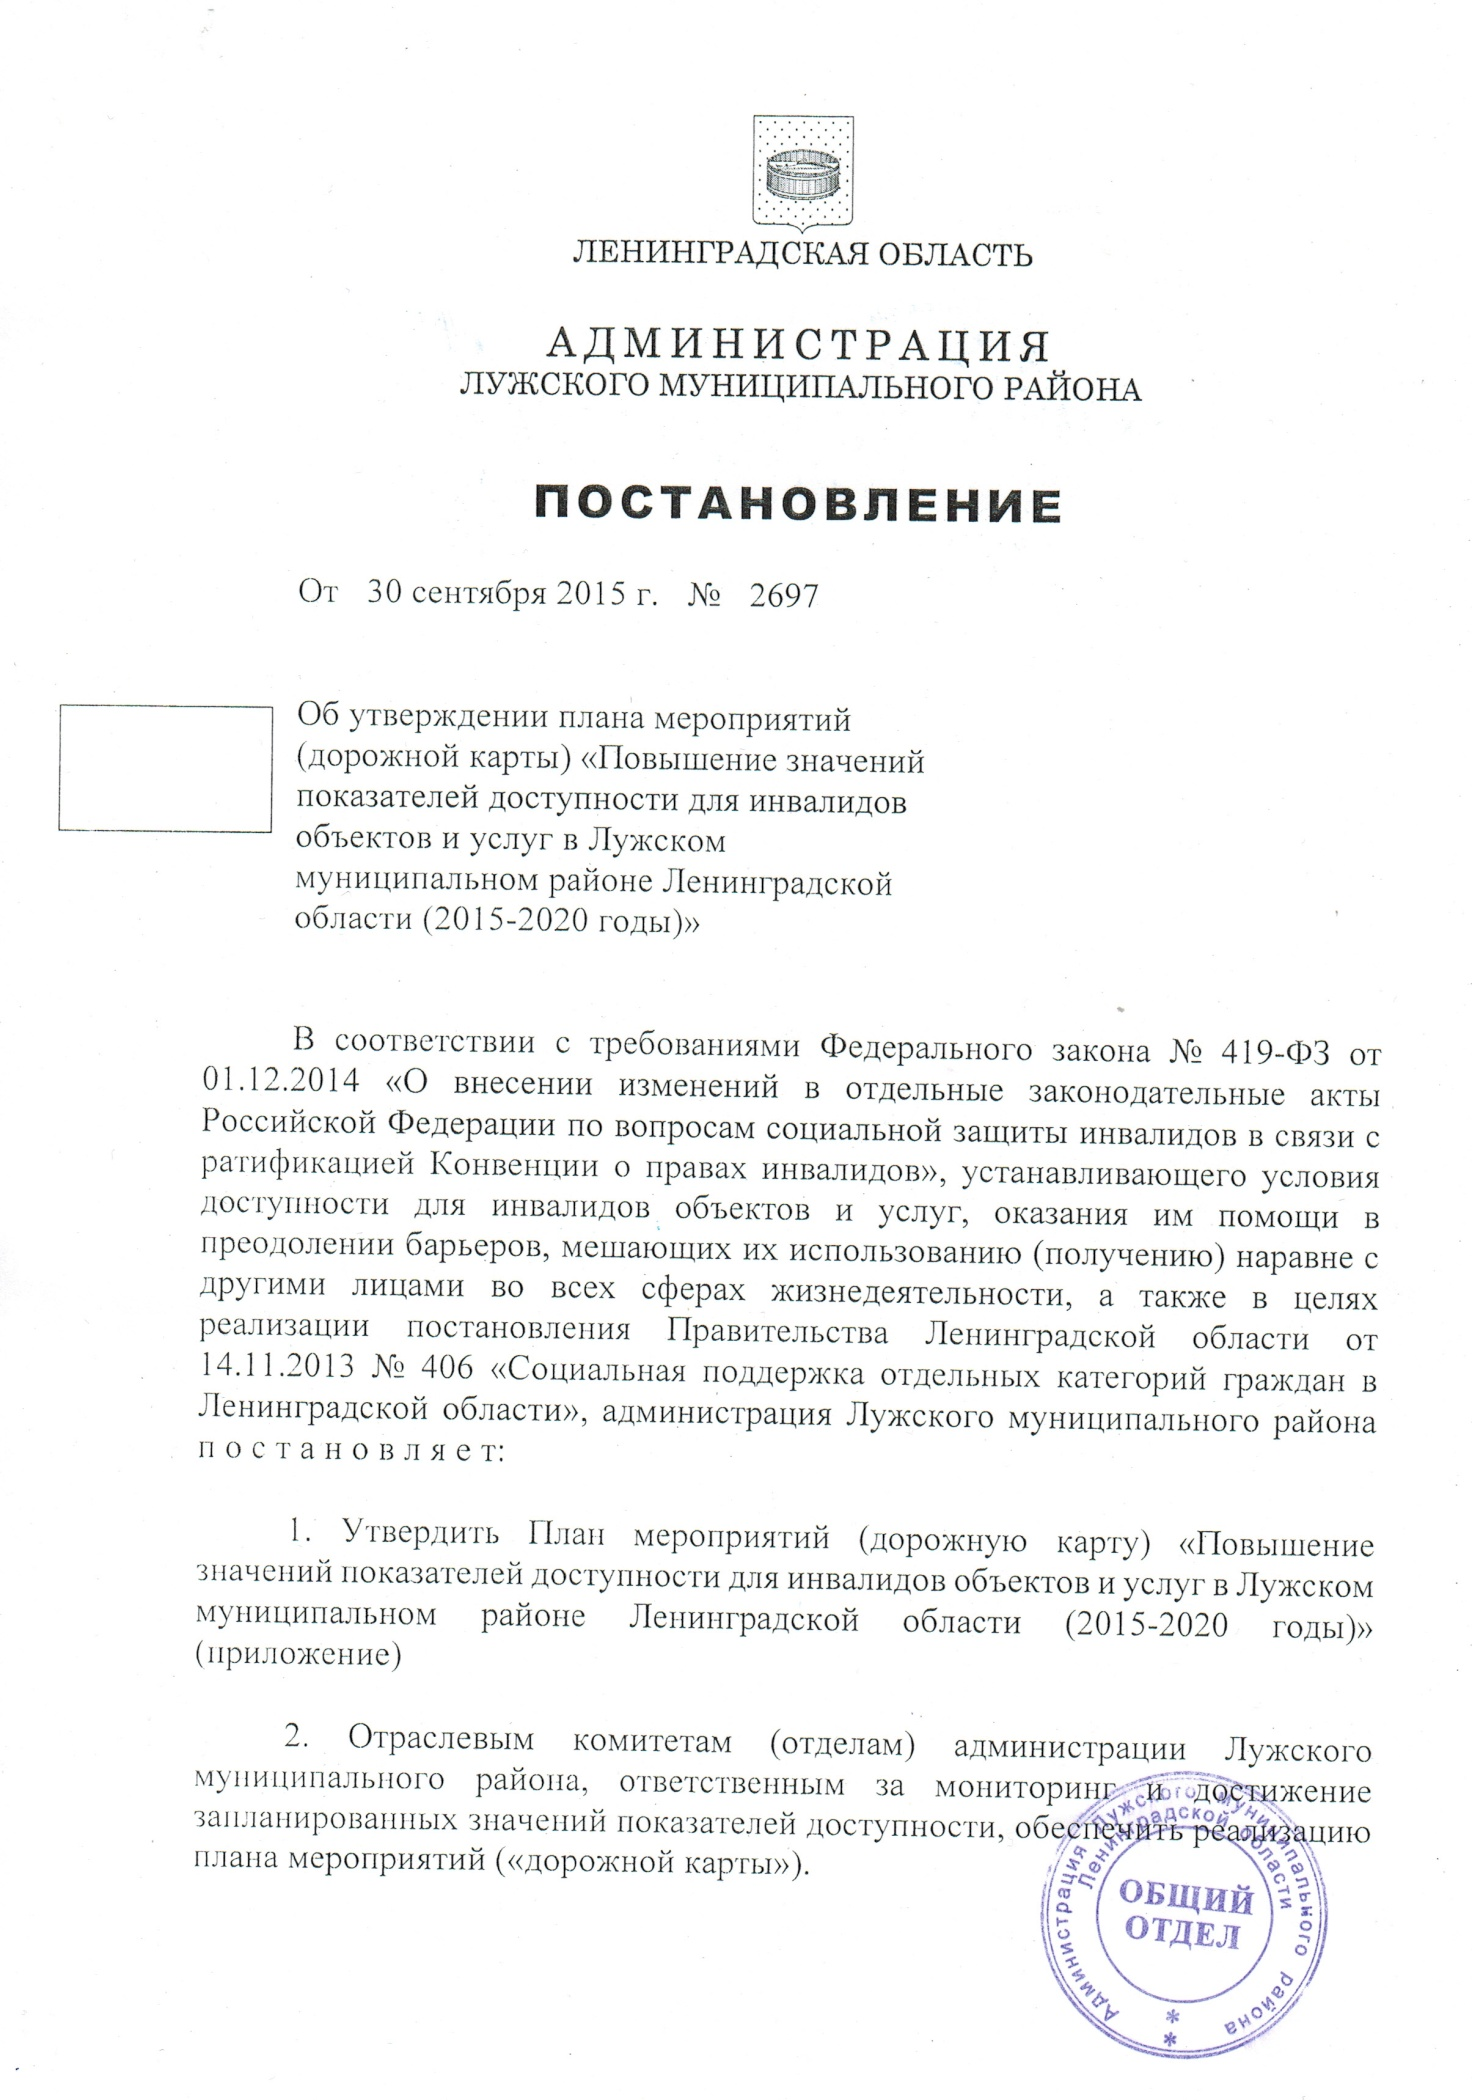 ЛЕНИНГРАДСКАЯ ОБЛАСТЬ
АДМИНИСТРАЦИЯ
ЛУЖСКОГО МУНИЦИПАЛЬНОГО РАЙОНА
ПОСТАНОВЛЕНИЕ
От 30 сентября 2015 г. № 2697
Об утверждении плана мероприятий
(дорожной карты) «Повышение значений
показателей доступности для инвалидов
объектов и услуг в Лужском
муниципальном районе Ленинградской
области (2015-2020 годы)»
В соответствии с требованиями Федерального закона № 419-ФЗ от
01.12.2014 «О внесении изменений в отдельные законодательные акты
Российской Федерации по вопросам социальной защиты инвалидов в связи с
ратификацией Конвенции о правах инвалидов», устанавливающего условия
доступности для инвалидов объектов и услуг, оказания им помощи в
преодолении барьеров, мешающих их использованию (получению) наравне с
другими лицами во всех сферах жизнедеятельности, а также в целях
реализации постановления Правительства Ленинградской области от
14.11.2013 № 406 «Социальная поддержка отдельных категорий граждан в
Ленинградской области», администрация Лужского муниципального района
п о с т а н о в л я е т:
1. Утвердить План мероприятий (дорожную карту) «Повышение
значений показателей доступности для инвалидов объектов и услуг в Лужском
муниципальном районе Ленинградской области (2015-2020 годы)»
(приложение)
2. Отраслевым комитетам (отделам) администрации Лужского
муниципального района, ответственным за мониторинг и достижение
запланированных значений показателей доступности, обеспечить реализацию
плана мероприятий («дорожной карты»).
Администрация Лужского муниципального района
Ленинградской области
ОБЩИЙ
ОТДЕЛ
*
*